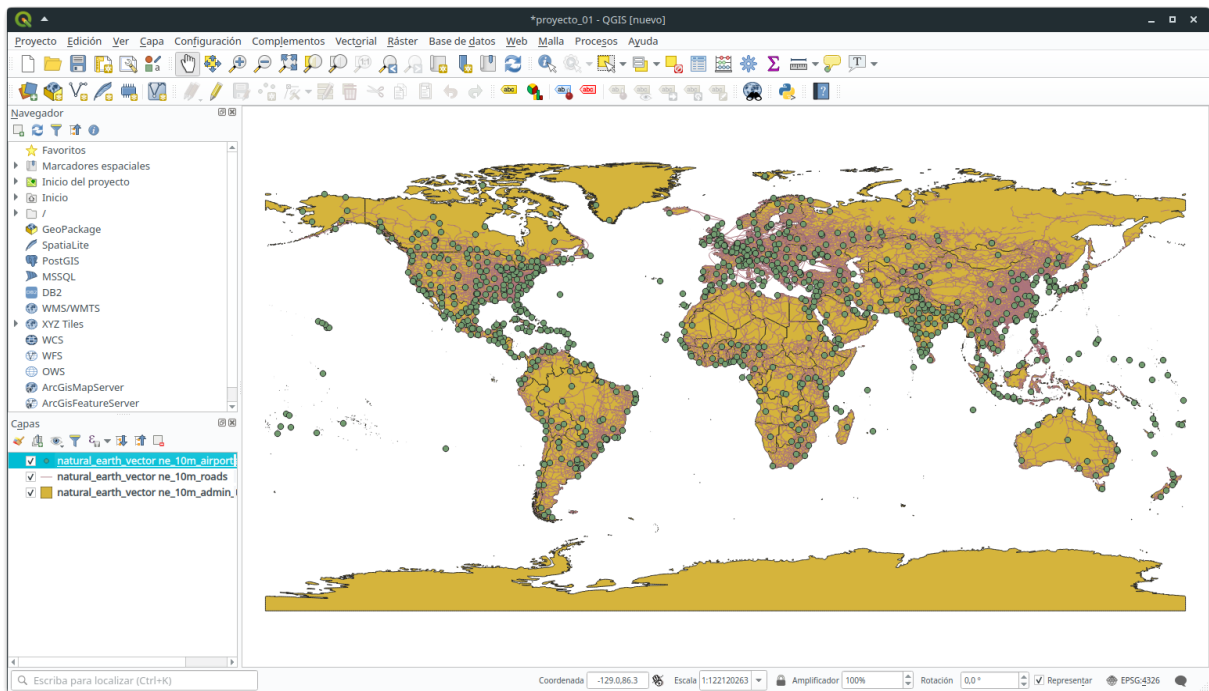 *proyecto_01 - QGIS [nuevo]
Proyecto Edición Ver Capa Configuración Complementos Vectorial Ráster Base de datos Web Malla Procesos Ayuda
Navegador
Favoritos
Marcadores espaciales
Inicio del proyecto
Inicio
/
GeoPackage
SpatiaLite
PostGIS
MSSQL
DB2
WMS/WMTS
XYZ Tiles
WCS
WFS
OWS
ArcGisMapServer
ArcGisFeatureServer
Capas
natural_earth_vector ne_10m_airports
natural_earth_vector ne_10m_roads
natural_earth_vector ne_10m_admin_
Escriba para localizar (Ctrl+K)
Coordenada -129.0,86.3 Escala 1:122120263 Amplificador 100% Rotación 0,0 ° Representar EPSG:4326